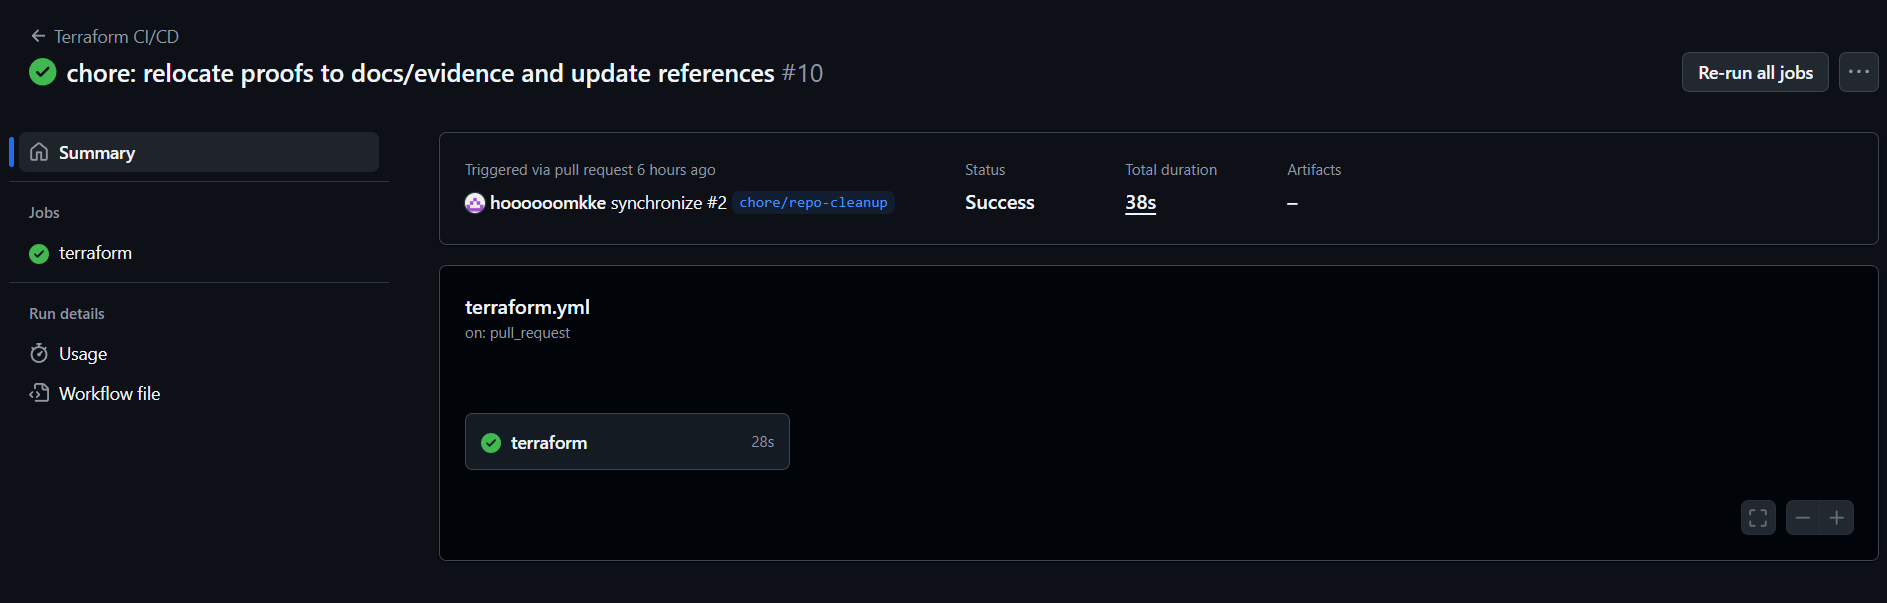 Terraform CI/CD
chore: relocate proofs to docs/evidence and update references #10
Re-run all jobs
Summary
Jobs
terraform
Run details
Usage
Workflow file
Triggered via pull request 6 hours ago
hoooooomkke synchronize #2 chore/repo-cleanup
Status
Success
Total duration
38s
Artifacts
–
terraform.yml
on: pull_request
terraform 28s